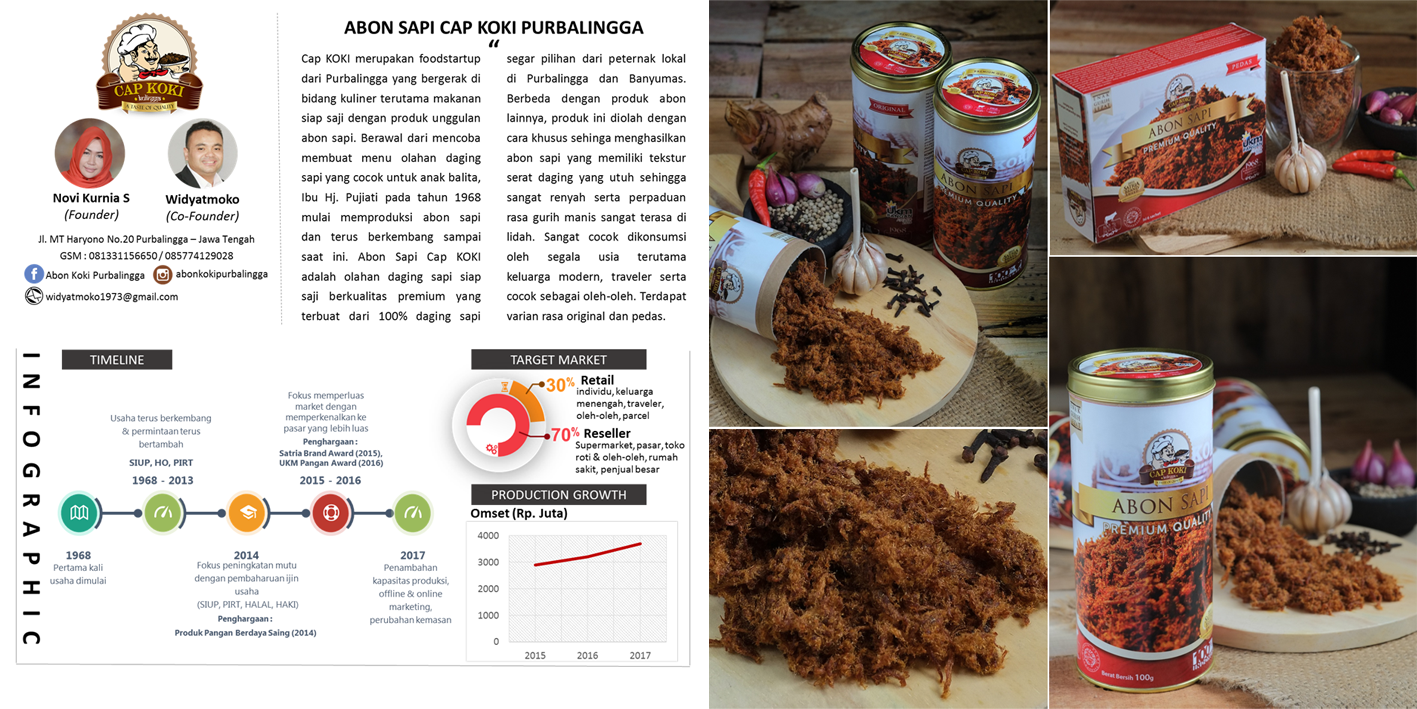 CAP KOKI
Purbalingga
A TASTE OF QUALITY
Novi Kurnia S
(Founder)
Widyatmoko
(Co-Founder)
Jl. MT Haryono No.20 Purbalingga – Jawa Tengah
GSM : 081331156650 / 085774129028
Abon Koki Purbalingga
abonkokipurbalingga
widyatmoko1973@gmail.com
ABON SAPI CAP KOKI PURBALINGGA
“
Cap KOKI merupakan foodstartup
dari Purbalingga yang bergerak di
bidang kuliner terutama makanan
siap saji dengan produk unggulan
abon sapi. Berawal dari mencoba
membuat menu olahan daging
sapi yang cocok untuk anak balita,
Ibu Hj. Pujiati pada tahun 1968
mulai memproduksi abon sapi
dan terus berkembang sampai
saat ini. Abon Sapi Cap KOKI
adalah olahan daging sapi siap
saji berkualitas premium yang
terbuat dari 100% daging sapi
segar pilihan dari peternak lokal
di Purbalingga dan Banyumas.
Berbeda dengan produk abon
lainnya, produk ini diolah dengan
cara khusus sehinga menghasilkan
abon sapi yang memiliki tekstur
serat daging yang utuh sehingga
sangat renyah serta perpaduan
rasa gurih manis sangat terasa di
lidah. Sangat cocok dikonsumsi
oleh segala usia terutama
keluarga modern, traveler serta
cocok sebagai oleh-oleh. Terdapat
varian rasa original dan pedas.
INFOGRAPHIC
TIMELINE
1968
Pertama kali
usaha dimulai
Usaha terus berkembang
& permintaan terus
bertambah
SIUP, HO, PIRT
1968 - 2013
2014
Fokus peningkatan mutu
dengan pembaharuan ijin
usaha
(SIUP, PIRT, HALAL, HAKI)
Penghargaan :
Produk Pangan Berdaya Saing (2014)
Fokus memperluas
market dengan
memperkenalkan ke
pasar yang lebih luas
Penghargaan :
Satria Brand Award (2015),
UKM Pangan Award (2016)
2015 - 2016
2017
Penambahan
kapasitas produksi,
offline & online
marketing,
perubahan kemasan
TARGET MARKET
30% Retail
individu, keluarga
menengah, traveler,
oleh-oleh, parcel
70% Reseller
Supermarket, pasar, toko
roti & oleh-oleh, rumah
sakit, penjual besar
PRODUCTION GROWTH
Omset (Rp. Juta)
4000
3000
2000
1000
0
2015 2016 2017
ORIGINAL
ABON SAPI
PREMIUM QUALITY
PEDAS
ABON SAPI
PREMIUM QUALITY
ukm
1968
CAP KOKI
ABON SAPI
PREMIUM QUALITY
Berat Bersih 100g
100%